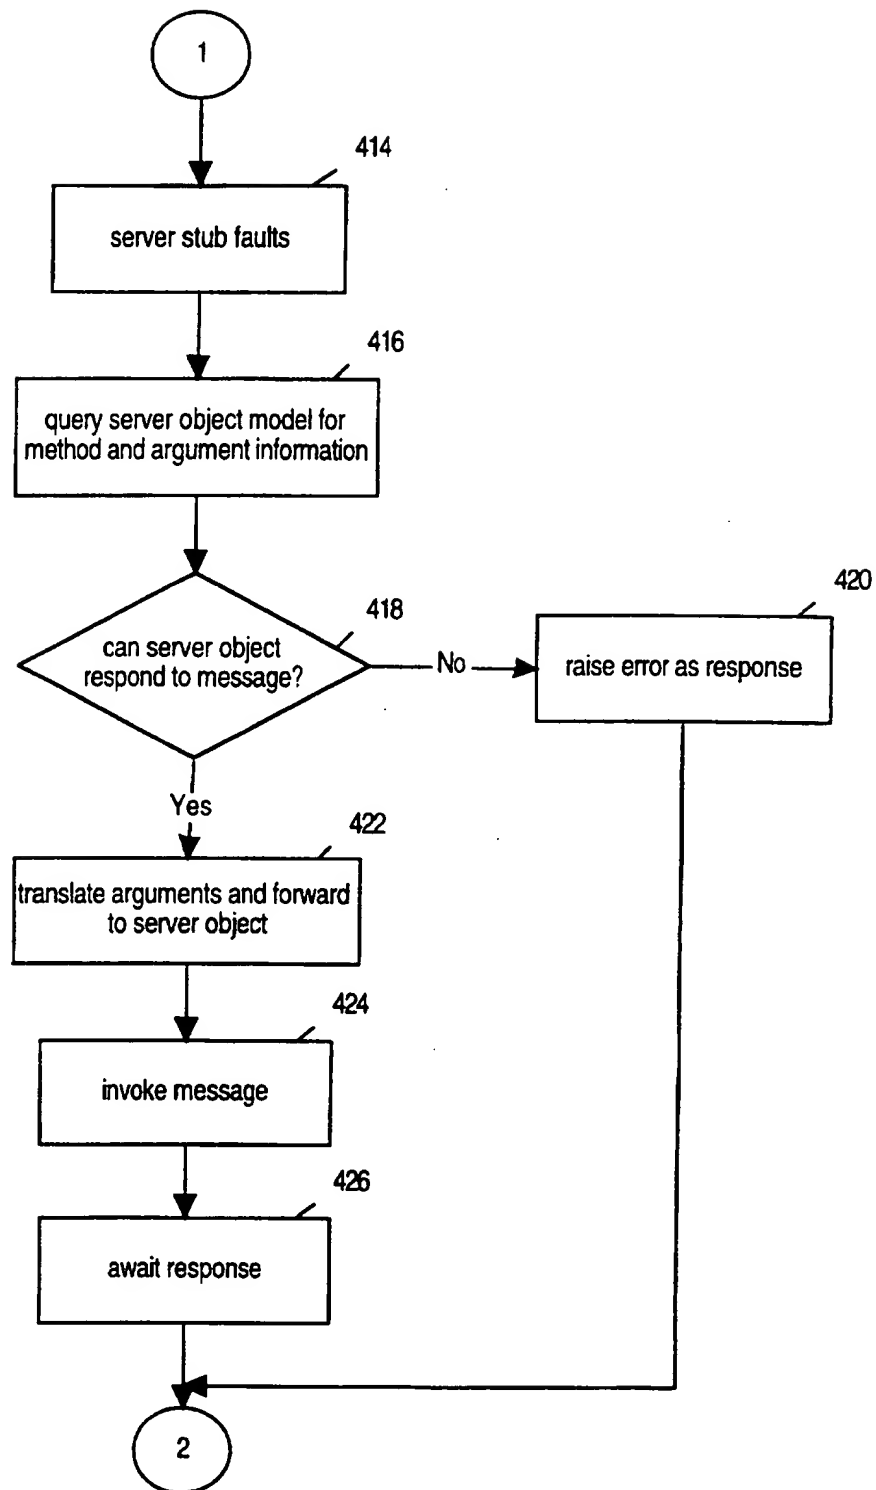 1
414
server stub faults
416
query server object model for
method and argument information
418
can server object
respond to message?
No
420
raise error as response
Yes
422
translate arguments and forward
to server object
424
invoke message
426
await response
2